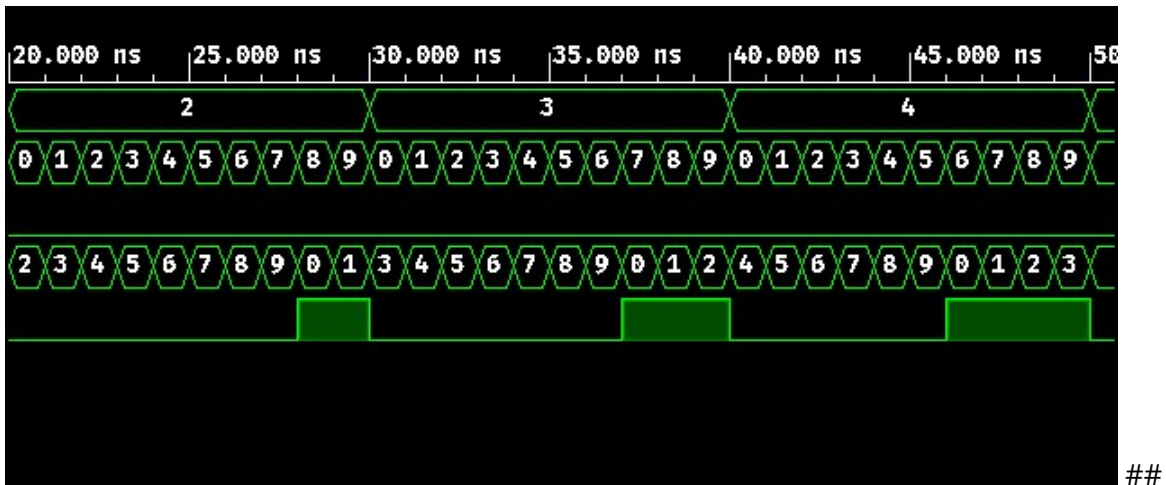 20.000 ns 25.000 ns 30.000 ns 35.000 ns 40.000 ns 45.000 ns 50
2 3 4
0 1 2 3 4 5 6 7 8 9 0 1 2 3 4 5 6 7 8 9 0 1 2 3 4 5 6 7 8 9
2 3 4 5 6 7 8 9 0 1 3 4 5 6 7 8 9 0 1 2 4 5 6 7 8 9 0 1 2 3
##